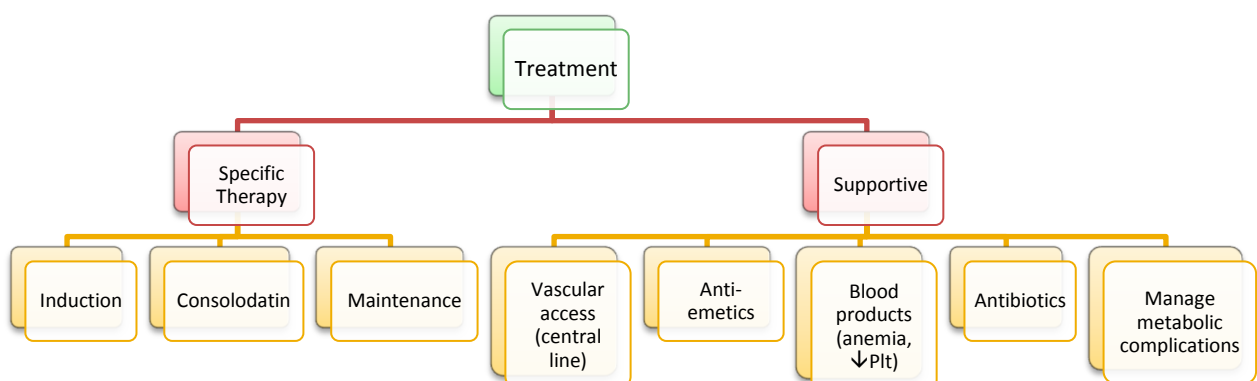 Treatment
Specific
Therapy
Supportive
Induction
Consolodatin
Maintenance
Vascular
access
(central
line)
Anti-
emetics
Blood
products
(anemia,
↓Plt)
Antibiotics
Manage
metabolic
complications